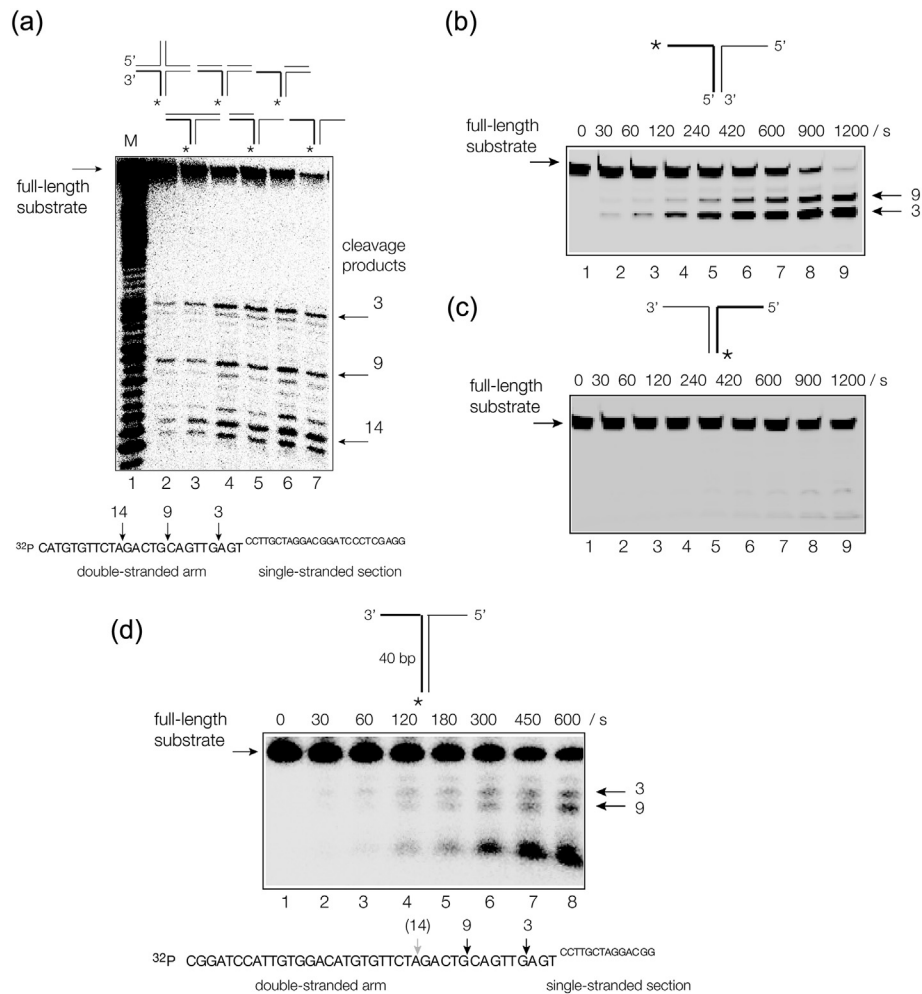 (a)
5'
3'
*
*
*
*
*
*
M
full-length
substrate
cleavage
products
3
9
14
1 2 3 4 5 6 7
14 9 3
32P CATGTGTTCTAGACTGCAGTTGAGT CCTTGCTAGGACGGATCCCTCGAGG
double-stranded arm single-stranded section
(b)
* 5'
5' 3'
full-length
substrate
0 30 60 120 240 420 600 900 1200 / s
9
3
1 2 3 4 5 6 7 8 9
(c)
3' 5'
*
full-length
substrate
0 30 60 120 240 420 600 900 1200 / s
1 2 3 4 5 6 7 8 9
(d)
3' 5'
40 bp
*
full-length
substrate
0 30 60 120 180 300 450 600 / s
3
9
1 2 3 4 5 6 7 8
(14) 9 3
32P CGGATCCATTGTGGACATGTGTTCTAGACTGCAGTTGAGT CCTTGCTAGGACGG
double-stranded arm single-stranded section